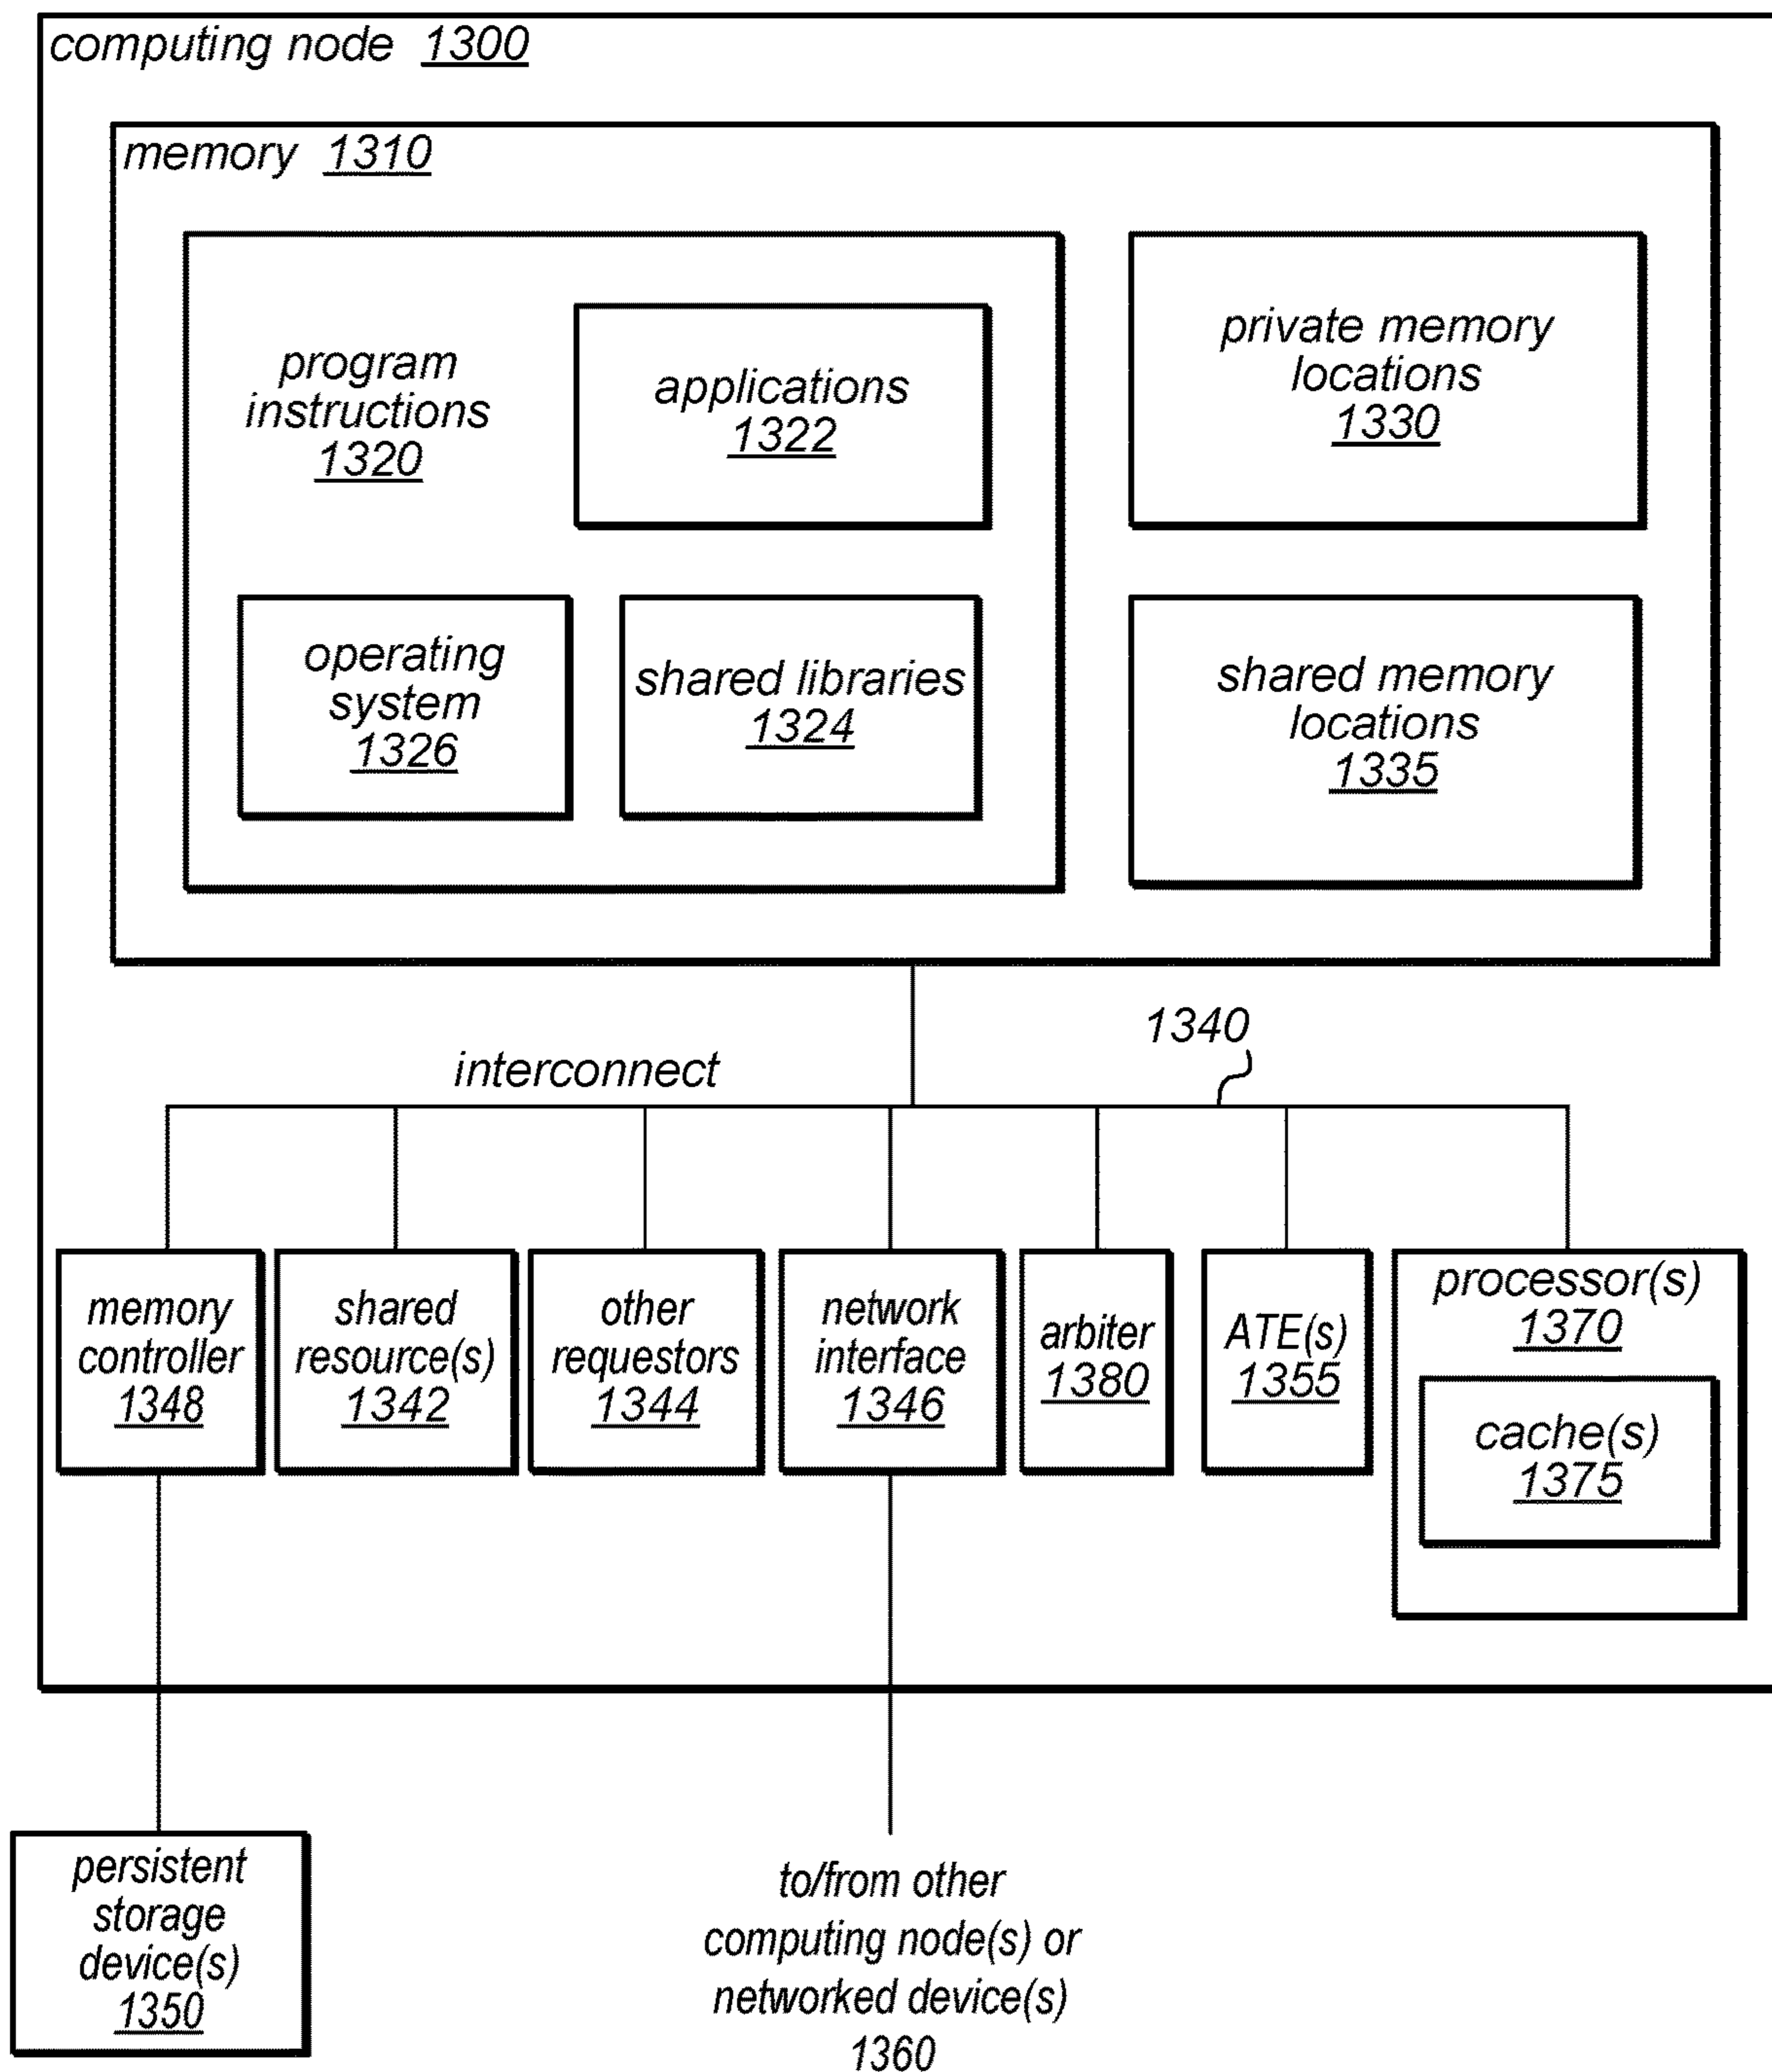 computing node 1300
memory 1310
program
instructions
1320
applications
1322
private memory
locations
1330
operating
system
1326
shared libraries
1324
shared memory
locations
1335
1340
interconnect
memory
controller
1348
shared
resource(s)
1342
other
requestors
1344
network
interface
1346
arbiter
1380
ATE(s)
1355
processor(s)
1370
cache(s)
1375
persistent
storage
device(s)
1350
to/from other
computing node(s) or
networked device(s)
1360